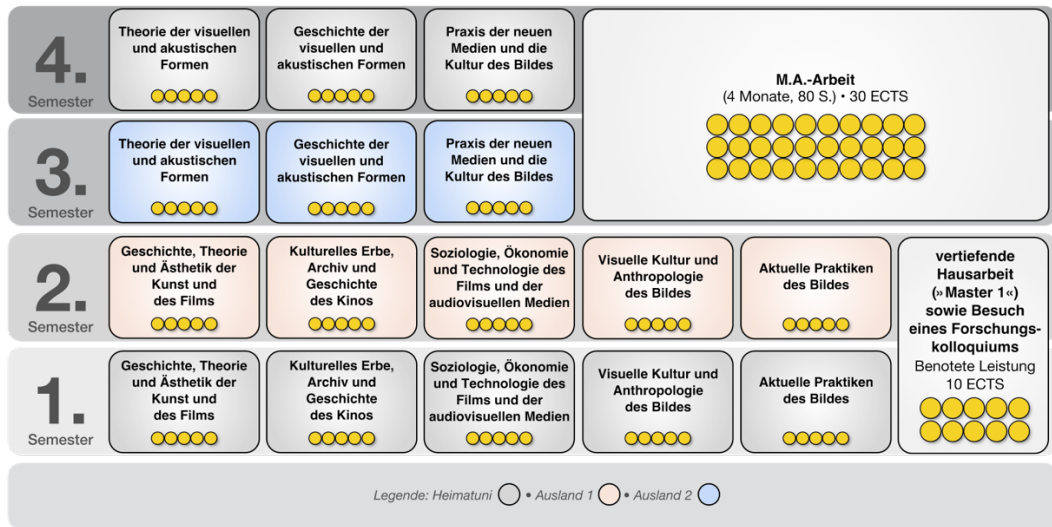 4.
Semester
Theorie der visuellen
und akustischen
Formen
Geschichte der
visuellen und
akustischen Formen
Praxis der neuen
Medien und die
Kultur des Bildes
M.A.-Arbeit
(4 Monate, 80 S.) • 30 ECTS
3.
Semester
Theorie der visuellen
und akustischen
Formen
Geschichte der
visuellen und
akustischen Formen
Praxis der neuen
Medien und die
Kultur des Bildes
2.
Semester
Geschichte, Theorie
und Ästhetik der
Kunst und
des Films
Kulturelles Erbe,
Archiv und
Geschichte
des Kinos
Soziologie, Ökonomie
und Technologie des
Films und der
audiovisuellen Medien
Visuelle Kultur und
Anthropologie
des Bildes
Aktuelle Praktiken
des Bildes
vertiefende
Hausarbeit
(»Master 1«)
sowie Besuch
eines Forschungs-
kolloquiums
Benotete Leistung
10 ECTS
1.
Semester
Geschichte, Theorie
und Ästhetik der
Kunst und
des Films
Kulturelles Erbe,
Archiv und
Geschichte
des Kinos
Soziologie, Ökonomie
und Technologie des
Films und der
audiovisuellen Medien
Visuelle Kultur und
Anthropologie
des Bildes
Aktuelle Praktiken
des Bildes
Legende: Heimatuni • Ausland 1 • Ausland 2